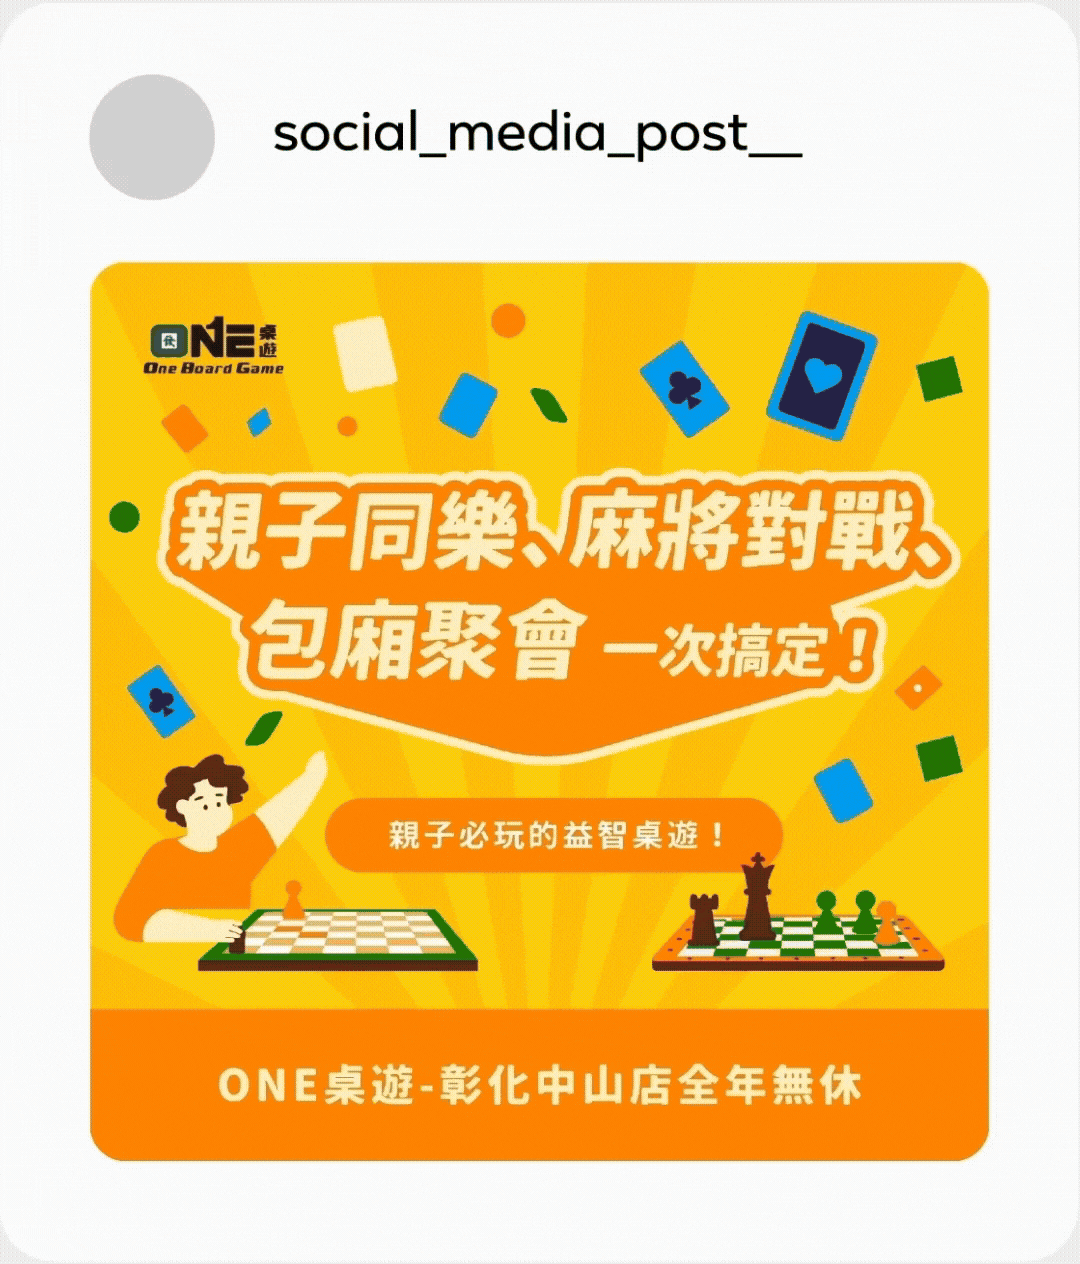 social_media_post__
ONE桌遊
One Board Game
親子同樂、麻將對戰、
包廂聚會 一次搞定！
親子必玩的益智桌遊！
ONE桌遊-彰化中山店全年無休